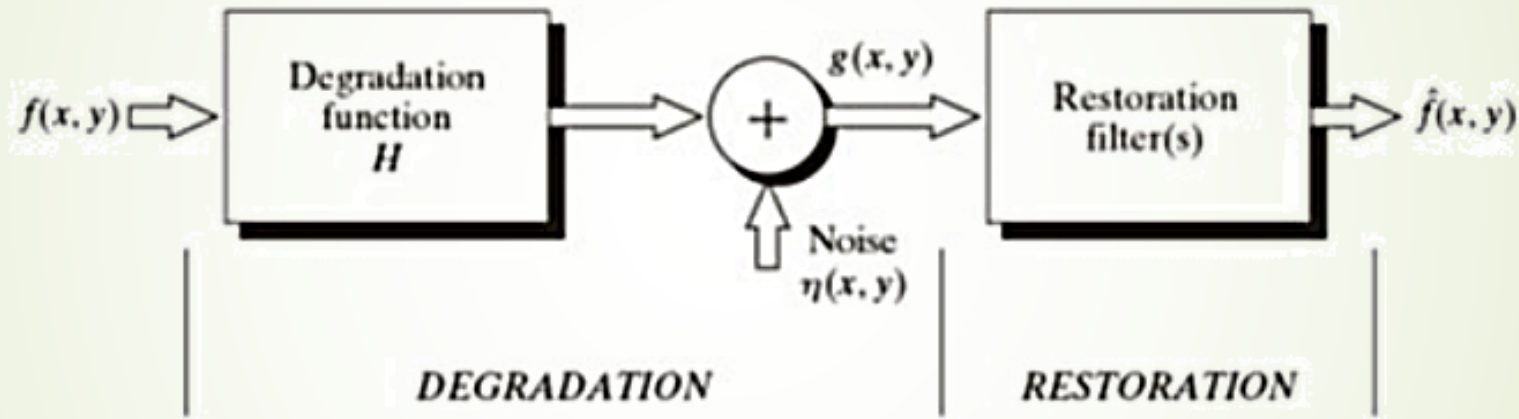 f(x, y)
Degradation
function
H
+
g(x, y)
Noise
η(x, y)
Restoration
filter(s)
f̂(x, y)
DEGRADATION
RESTORATION